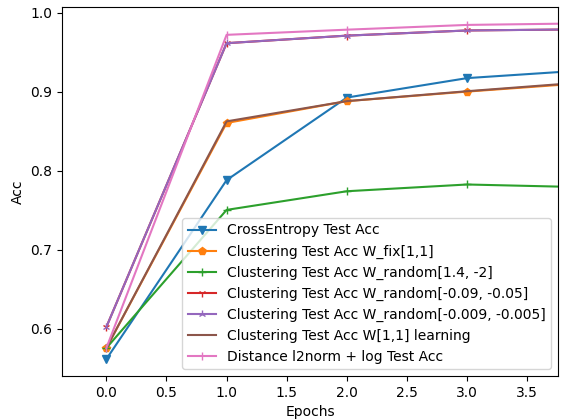 1.0
0.9
0.8
0.7
0.6
Acc
CrossEntropy Test Acc
Clustering Test Acc W_fix[1,1]
Clustering Test Acc W_random[1.4, -2]
Clustering Test Acc W_random[-0.09, -0.05]
Clustering Test Acc W_random[-0.009, -0.005]
Clustering Test Acc W[1,1] learning
Distance l2norm + log Test Acc
0.0 0.5 1.0 1.5 2.0 2.5 3.0 3.5
Epochs